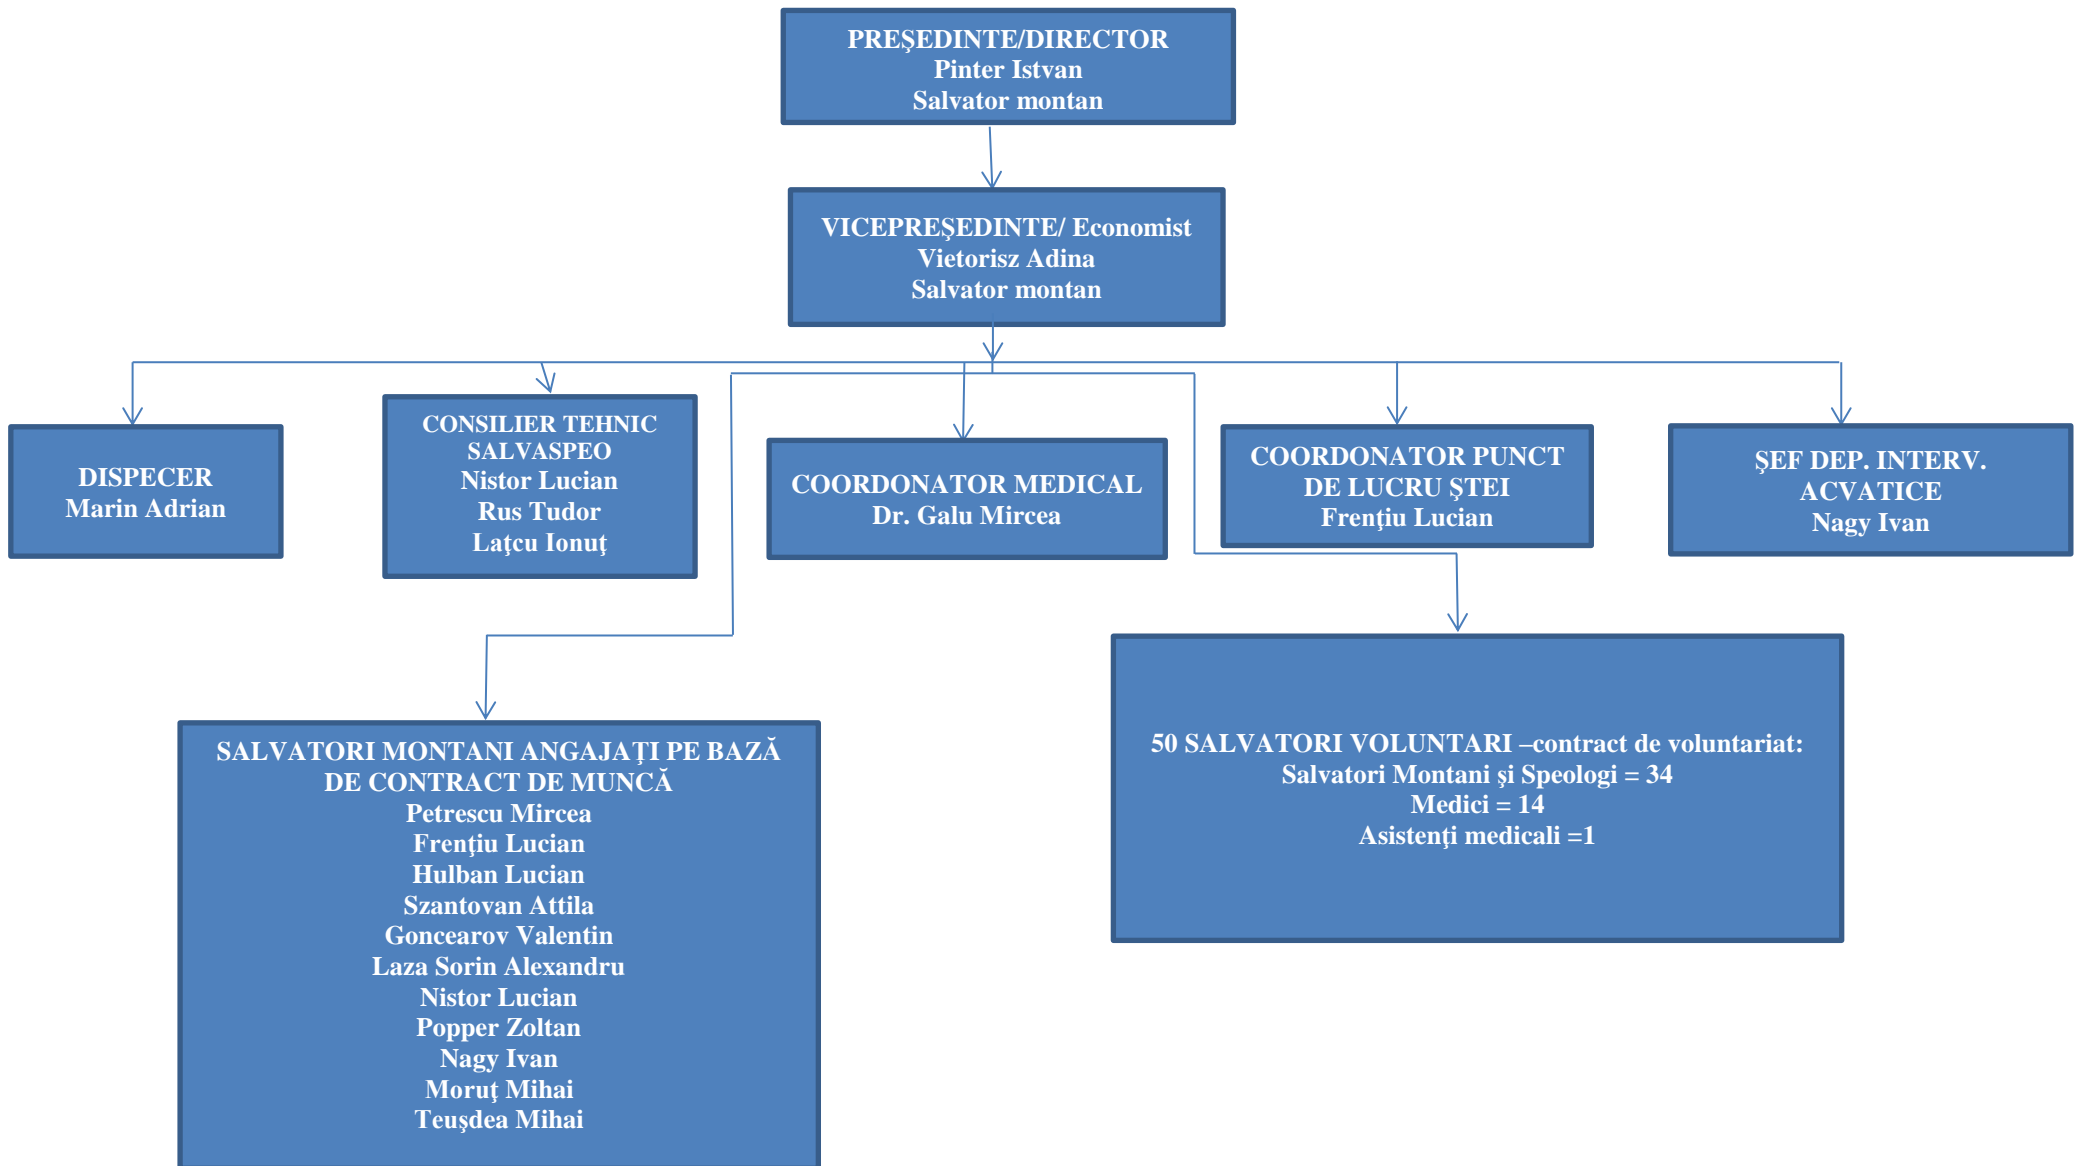 PREŞEDINTE/DIRECTOR
Pinter Istvan
Salvator montan
VICEPREŞEDINTE/ Economist
Vietorisz Adina
Salvator montan
DISPECER
Marin Adrian
CONSILIER TEHNIC
SALVASPEO
Nistor Lucian
Rus Tudor
Laţcu Ionuţ
COORDONATOR MEDICAL
Dr. Galu Mircea
COORDONATOR PUNCT
DE LUCRU ŞTEI
Frenţiu Lucian
ŞEF DEP. INTERV.
ACVATICE
Nagy Ivan
SALVATORI MONTANI ANGAJAŢI PE BAZĂ
DE CONTRACT DE MUNCĂ
Petrescu Mircea
Frenţiu Lucian
Hulban Lucian
Szantovan Attila
Goncearov Valentin
Laza Sorin Alexandru
Nistor Lucian
Popper Zoltan
Nagy Ivan
Moruţ Mihai
Teuşdea Mihai
50 SALVATORI VOLUNTARI –contract de voluntariat:
Salvatori Montani şi Speologi = 34
Medici = 14
Asistenţi medicali =1